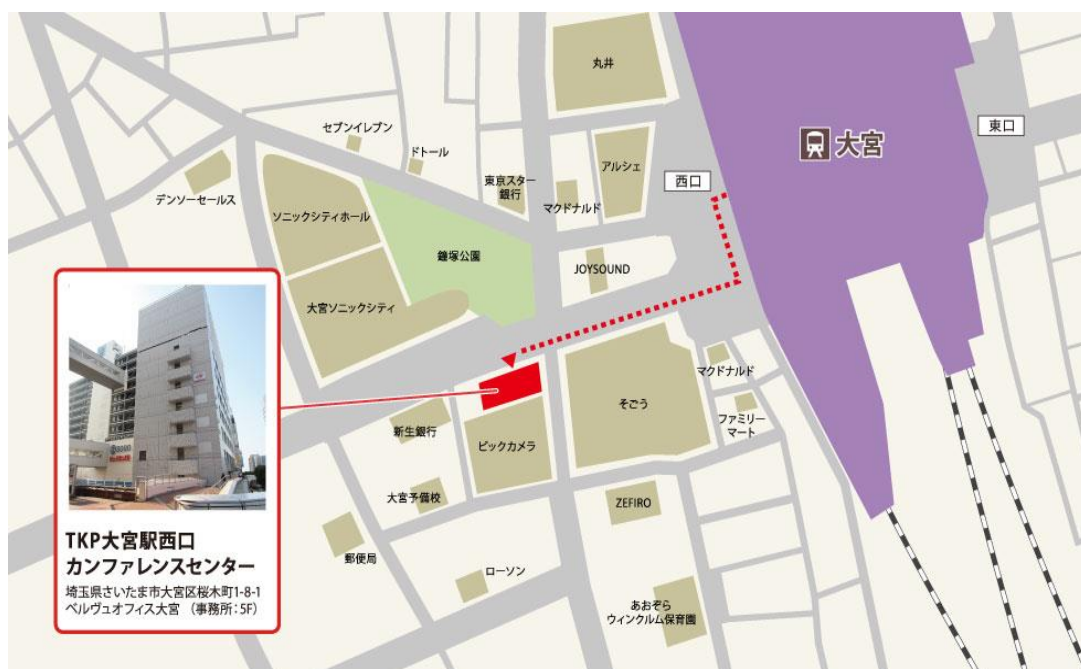 丸井
大宮
東口
西口
アルシェ
セブンイレブン
ドトール
東京スター
銀行
マクドナルド
デンソーセールス
ソニックシティホール
鐘塚公園
JOYSOUND
大宮ソニックシティ
マクドナルド
そごう
ファミリー
マート
新生銀行
ビックカメラ
大宮予備校
ZEFIRO
郵便局
ローソン
あおぞら
ウィンクルム保育園
TKP大宮駅西口
カンファレンスセンター
埼玉県さいたま市大宮区桜木町1-8-1
ベルヴュオフィス大宮 （事務所：5F）